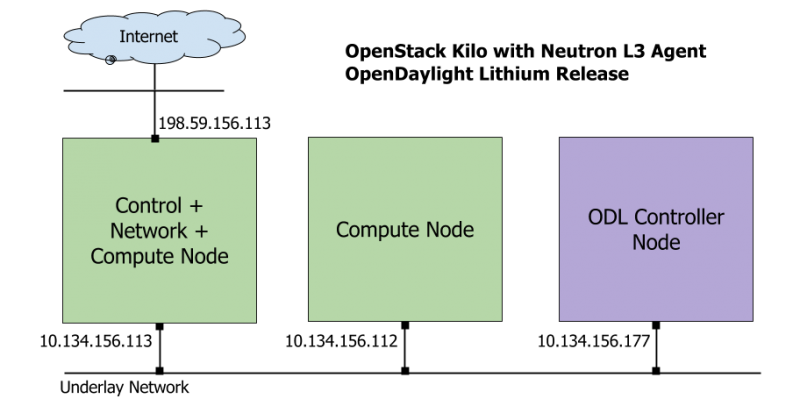 Internet
OpenStack Kilo with Neutron L3 Agent
OpenDaylight Lithium Release
198.59.156.113
Control +
Network +
Compute Node
Compute Node
ODL Controller
Node
10.134.156.113
10.134.156.112
10.134.156.177
Underlay Network